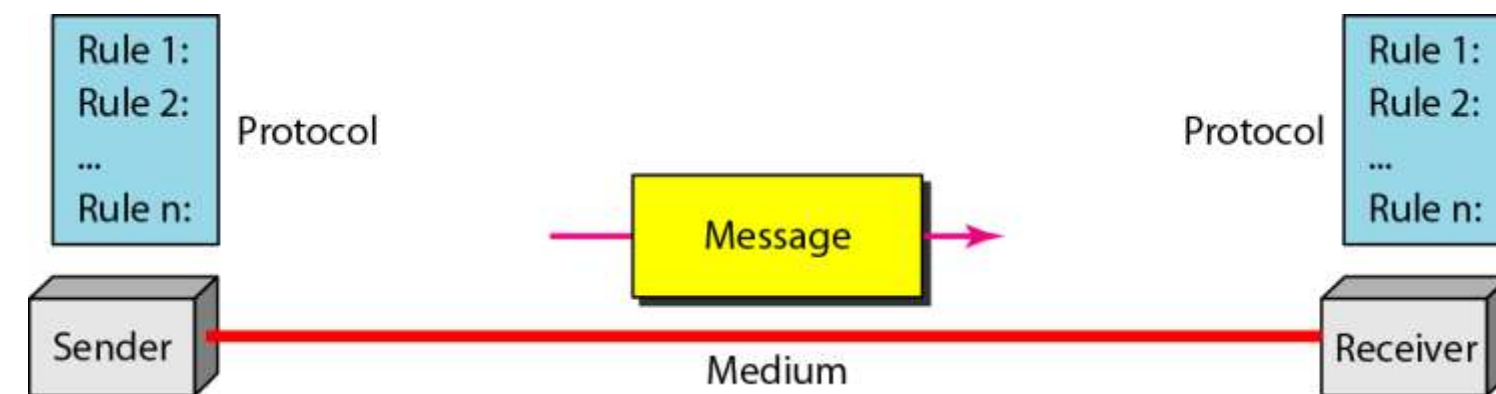 Rule 1:
Rule 2:
...
Rule n:
Protocol
Message
Protocol
Rule 1:
Rule 2:
...
Rule n:
Sender
Medium
Receiver